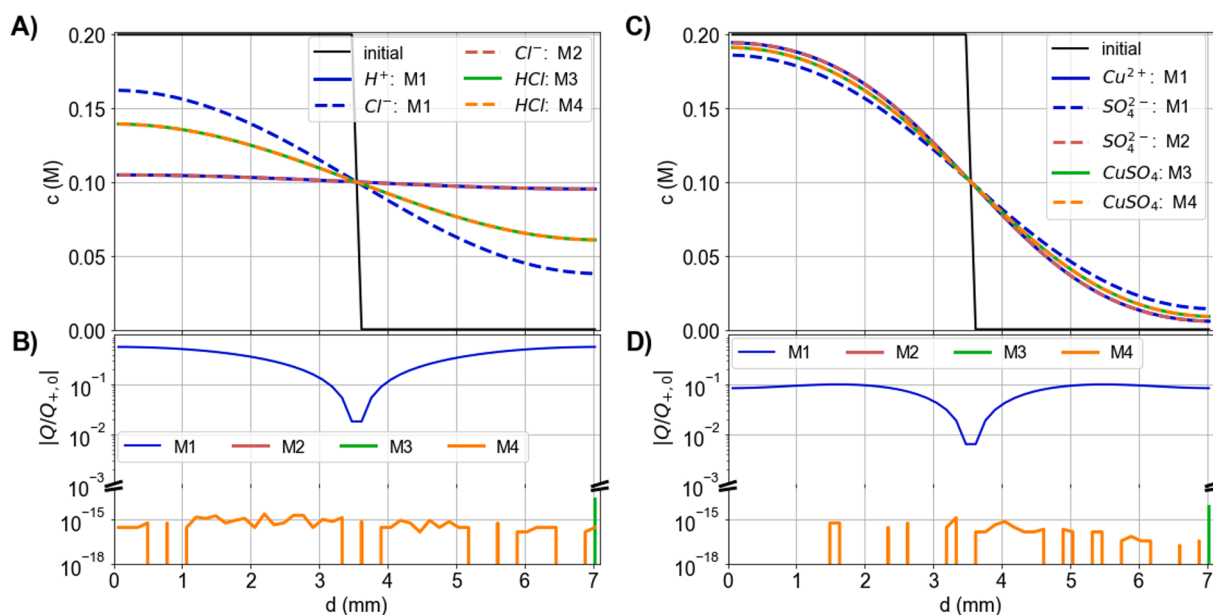 A)
c (M)
0.20
0.15
0.10
0.05
0.00
initial
H⁺: M1
Cl⁻: M1
Cl⁻: M2
HCl: M3
HCl: M4
B)
|Q/Q₊,₀|
10⁻¹
10⁻²
10⁻³
10
10⁻¹⁵
10⁻¹⁸
M1 M2 M3 M4
0 1 2 3 4 5 6 7
d (mm)
C)
c (M)
0.20
0.15
0.10
0.05
0.00
initial
Cu²⁺: M1
SO₄²⁻: M1
SO₄²⁻: M2
CuSO₄: M3
CuSO₄: M4
D)
|Q/Q₊,₀|
M1 M2 M3 M4
10⁻¹
10⁻²
10⁻³
10
10⁻¹⁵
10⁻¹⁸
0 1 2 3 4 5 6 7
d (mm)